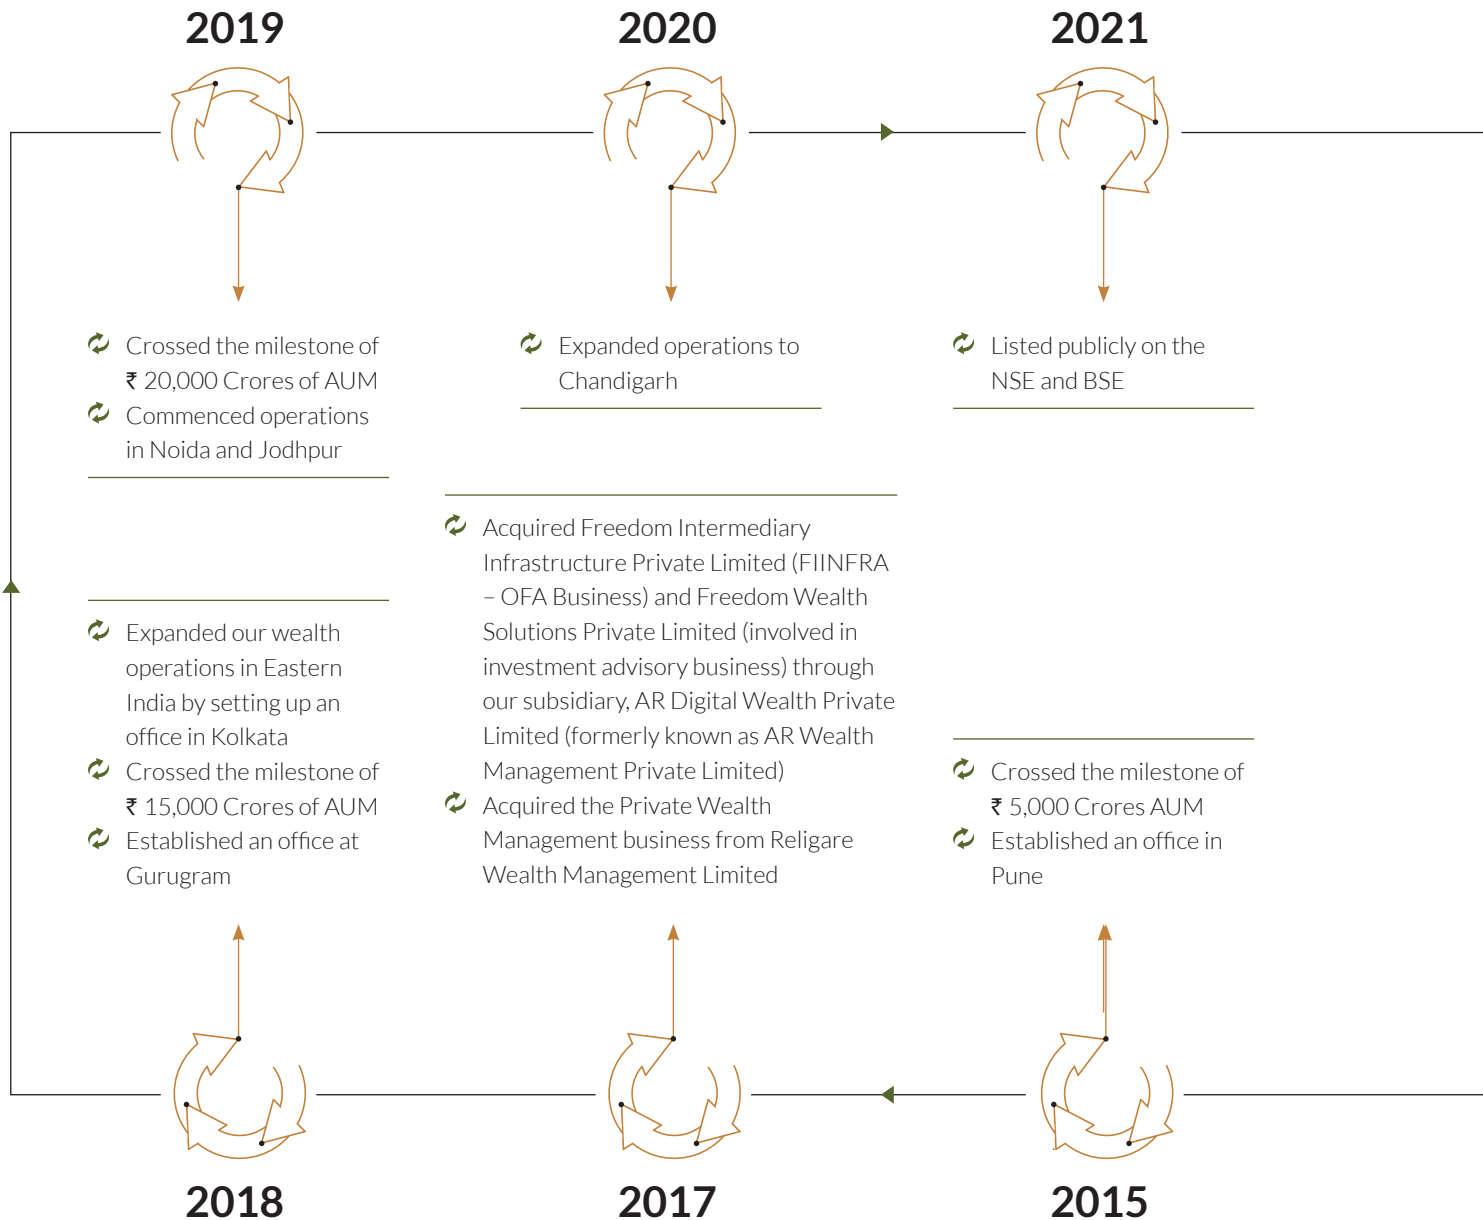 2019
2020
2021
Crossed the milestone of
₹ 20,000 Crores of AUM
Commenced operations
in Noida and Jodhpur
Expanded operations to
Chandigarh
Listed publicly on the
NSE and BSE
Expanded our wealth
operations in Eastern
India by setting up an
office in Kolkata
Crossed the milestone of
₹ 15,000 Crores of AUM
Established an office at
Gurugram
Acquired Freedom Intermediary
Infrastructure Private Limited (FIINFRA
– OFA Business) and Freedom Wealth
Solutions Private Limited (involved in
investment advisory business) through
our subsidiary, AR Digital Wealth Private
Limited (formerly known as AR Wealth
Management Private Limited)
Acquired the Private Wealth
Management business from Religare
Wealth Management Limited
Crossed the milestone of
₹ 5,000 Crores AUM
Established an office in
Pune
2018
2017
2015